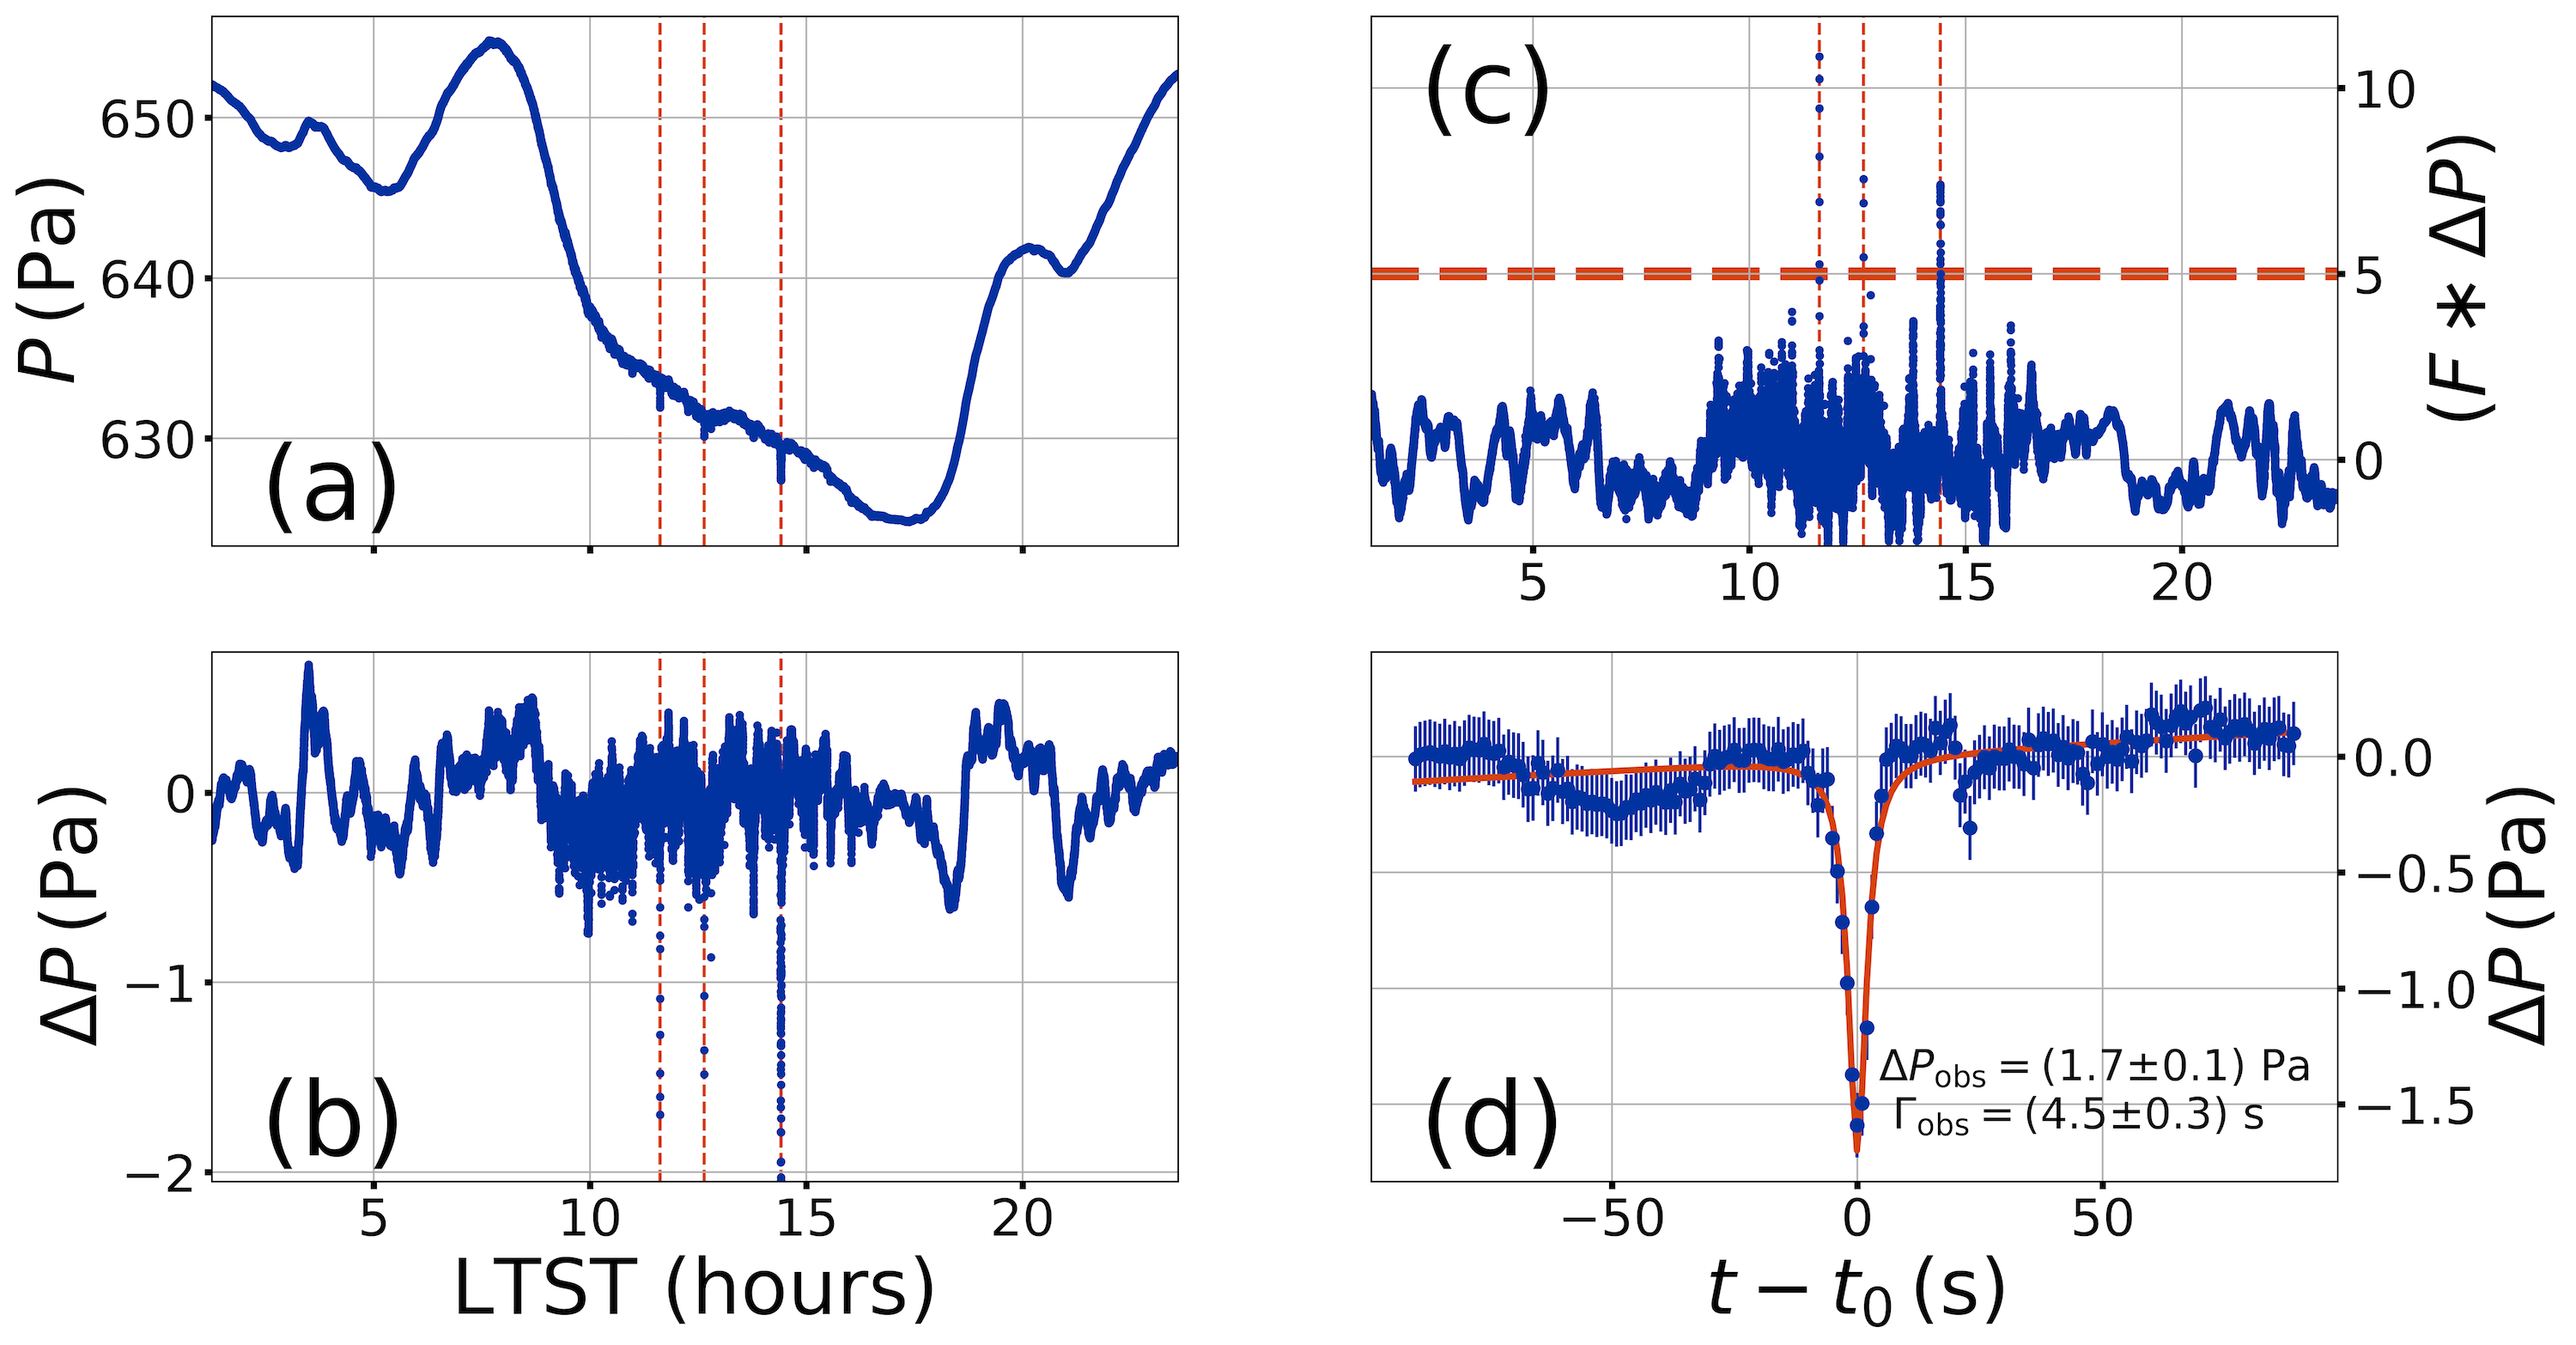 P (Pa)
650
640
630
(a)
(c)
10
5
0
(F ∗ ΔP)
5 10 15 20
ΔP (Pa)
0
−1
−2
(b)
5 10 15 20
LTST (hours)
(d)
ΔP_obs = (1.7±0.1) Pa
Γ_obs = (4.5±0.3) s
0.0
−0.5
−1.0
−1.5
ΔP (Pa)
−50 0 50
t − t₀ (s)